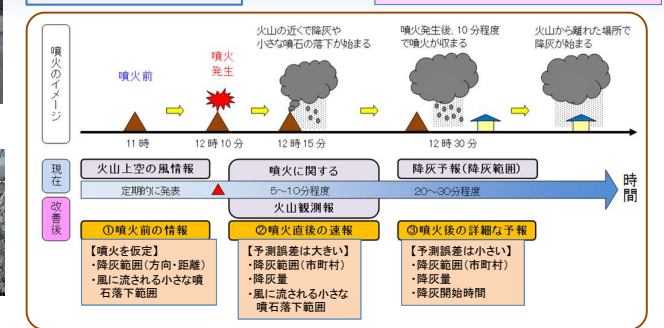 噴火のイメージ
噴火前
噴火
発生
火山の近くで降灰や
小さな噴石の落下が始まる
噴火発生後、10分程度
で噴火が収まる
火山から離れた場所で
降灰が始まる
11時
12時10分
12時15分
12時30分
現在
火山上空の風情報
噴火に関する
降灰予報(降灰範囲)
定期的に発表
5～10分程度
20～30分程度
時間
改善後
火山観測報
①噴火前の情報
②噴火直後の速報
③噴火後の詳細な予報
【噴火を仮定】
・降灰範囲(方向・距離)
・風に流される小さな噴
石落下範囲
【予測誤差は大きい】
・降灰範囲(市町村)
・降灰量
・風に流される小さな
噴石落下範囲
【予測誤差は小さい】
・降灰範囲(市町村)
・降灰量
・降灰開始時間